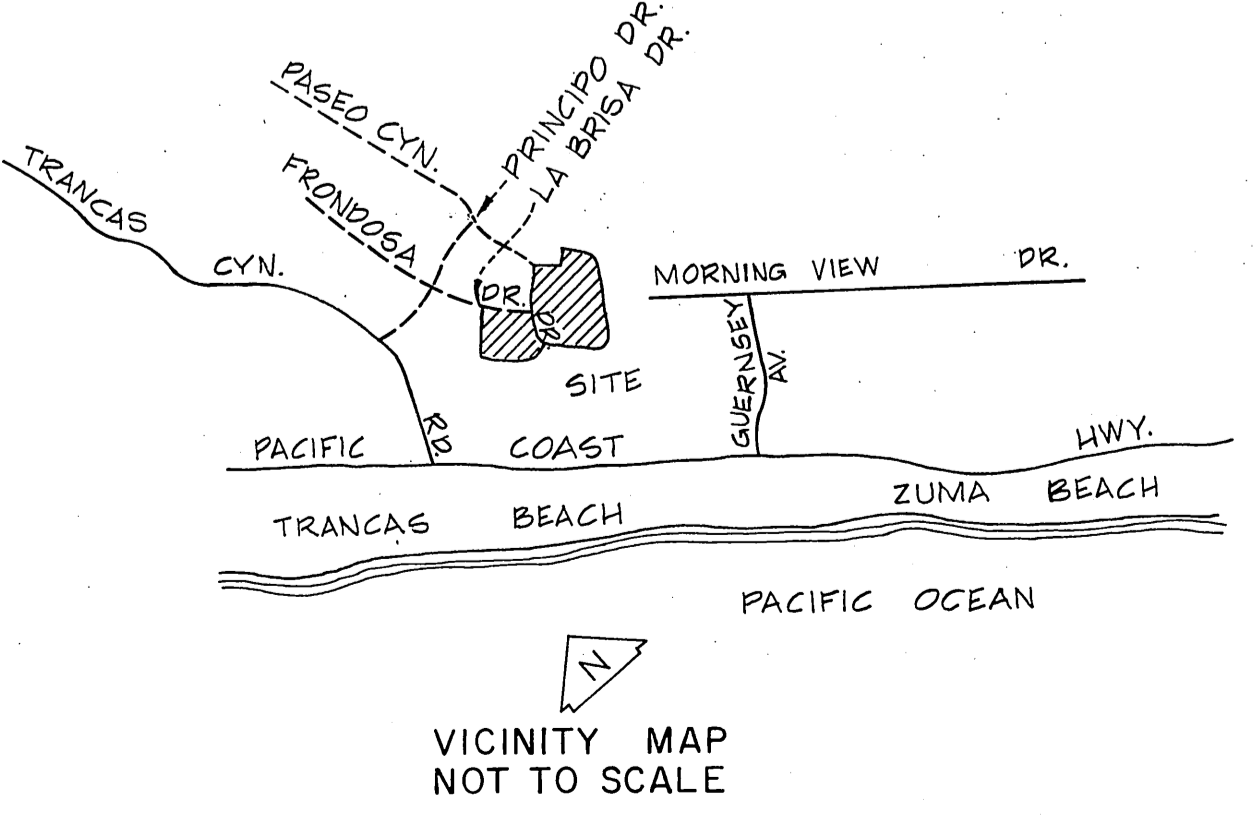 PRINCIPO DR.
LA BRISA DR.
PASEO CYN.
TRANCAS CYN. RD.
FRONDOSA DR.
DR.
MORNING VIEW DR.
GUERNSEY AV.
SITE
PACIFIC COAST HWY.
TRANCAS BEACH
ZUMA BEACH
PACIFIC OCEAN
N
VICINITY MAP
NOT TO SCALE